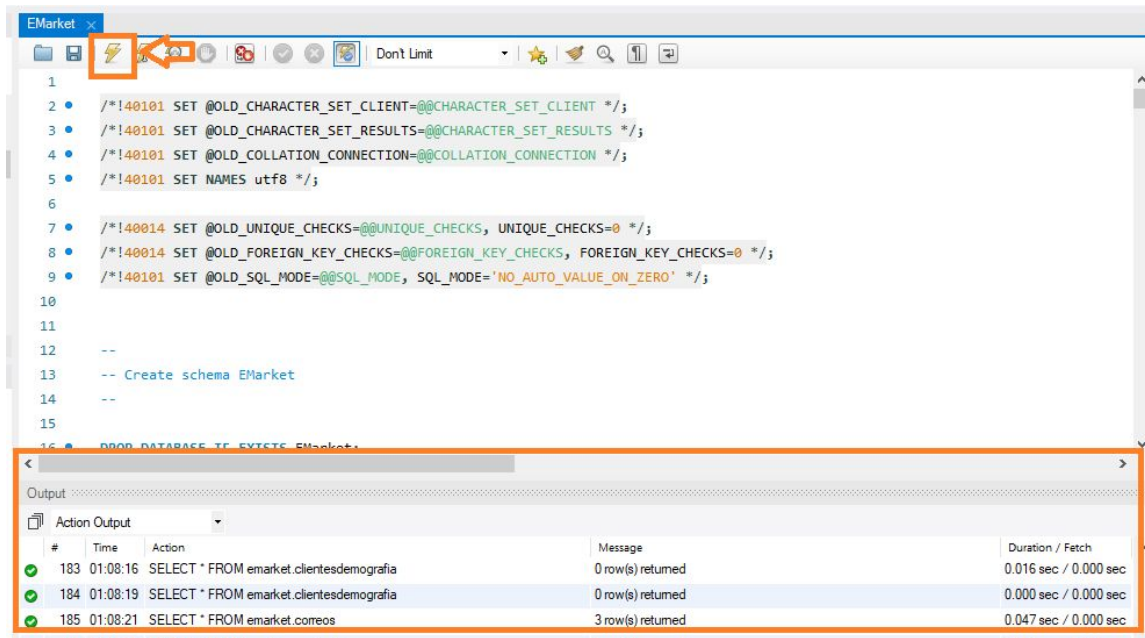 EMarket
Don't Limit
1
2 /*!40101 SET @OLD_CHARACTER_SET_CLIENT=@@CHARACTER_SET_CLIENT */;
3 /*!40101 SET @OLD_CHARACTER_SET_RESULTS=@@CHARACTER_SET_RESULTS */;
4 /*!40101 SET @OLD_COLLATION_CONNECTION=@@COLLATION_CONNECTION */;
5 /*!40101 SET NAMES utf8 */;
6
7 /*!40014 SET @OLD_UNIQUE_CHECKS=@@UNIQUE_CHECKS, UNIQUE_CHECKS=0 */;
8 /*!40014 SET @OLD_FOREIGN_KEY_CHECKS=@@FOREIGN_KEY_CHECKS, FOREIGN_KEY_CHECKS=0 */;
9 /*!40101 SET @OLD_SQL_MODE=@@SQL_MODE, SQL_MODE='NO_AUTO_VALUE_ON_ZERO' */;
10
11
12 --
13 -- Create schema EMarket
14 --
15
16 DROP DATABASE IF EXISTS EMarket;
Output
Action Output
# Time Action Message Duration / Fetch
183 01:08:16 SELECT * FROM emarket.clientesdemografia 0 row(s) returned 0.016 sec / 0.000 sec
184 01:08:19 SELECT * FROM emarket.clientesdemografia 0 row(s) returned 0.000 sec / 0.000 sec
185 01:08:21 SELECT * FROM emarket.correos 3 row(s) returned 0.047 sec / 0.000 sec